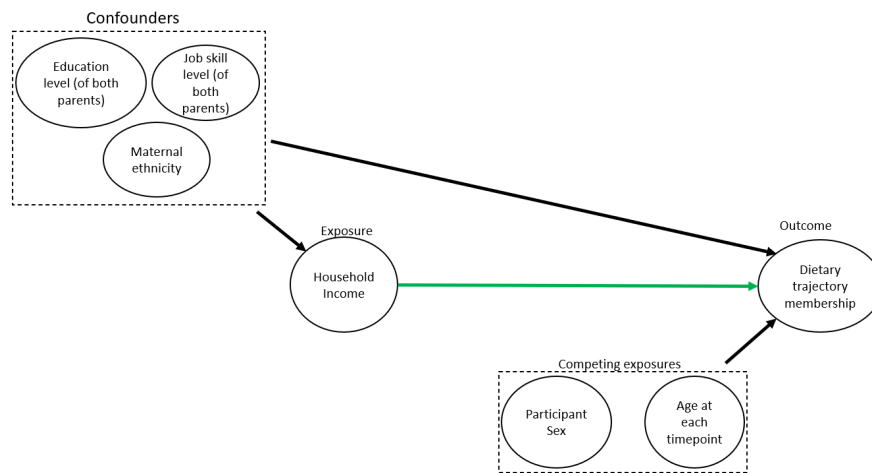 Confounders
Education
level (of both
parents)
Job skill
level (of
both
parents)
Maternal
ethnicity
Exposure
Household
Income
Outcome
Dietary
trajectory
membership
Competing exposures
Participant
Sex
Age at
each
timepoint